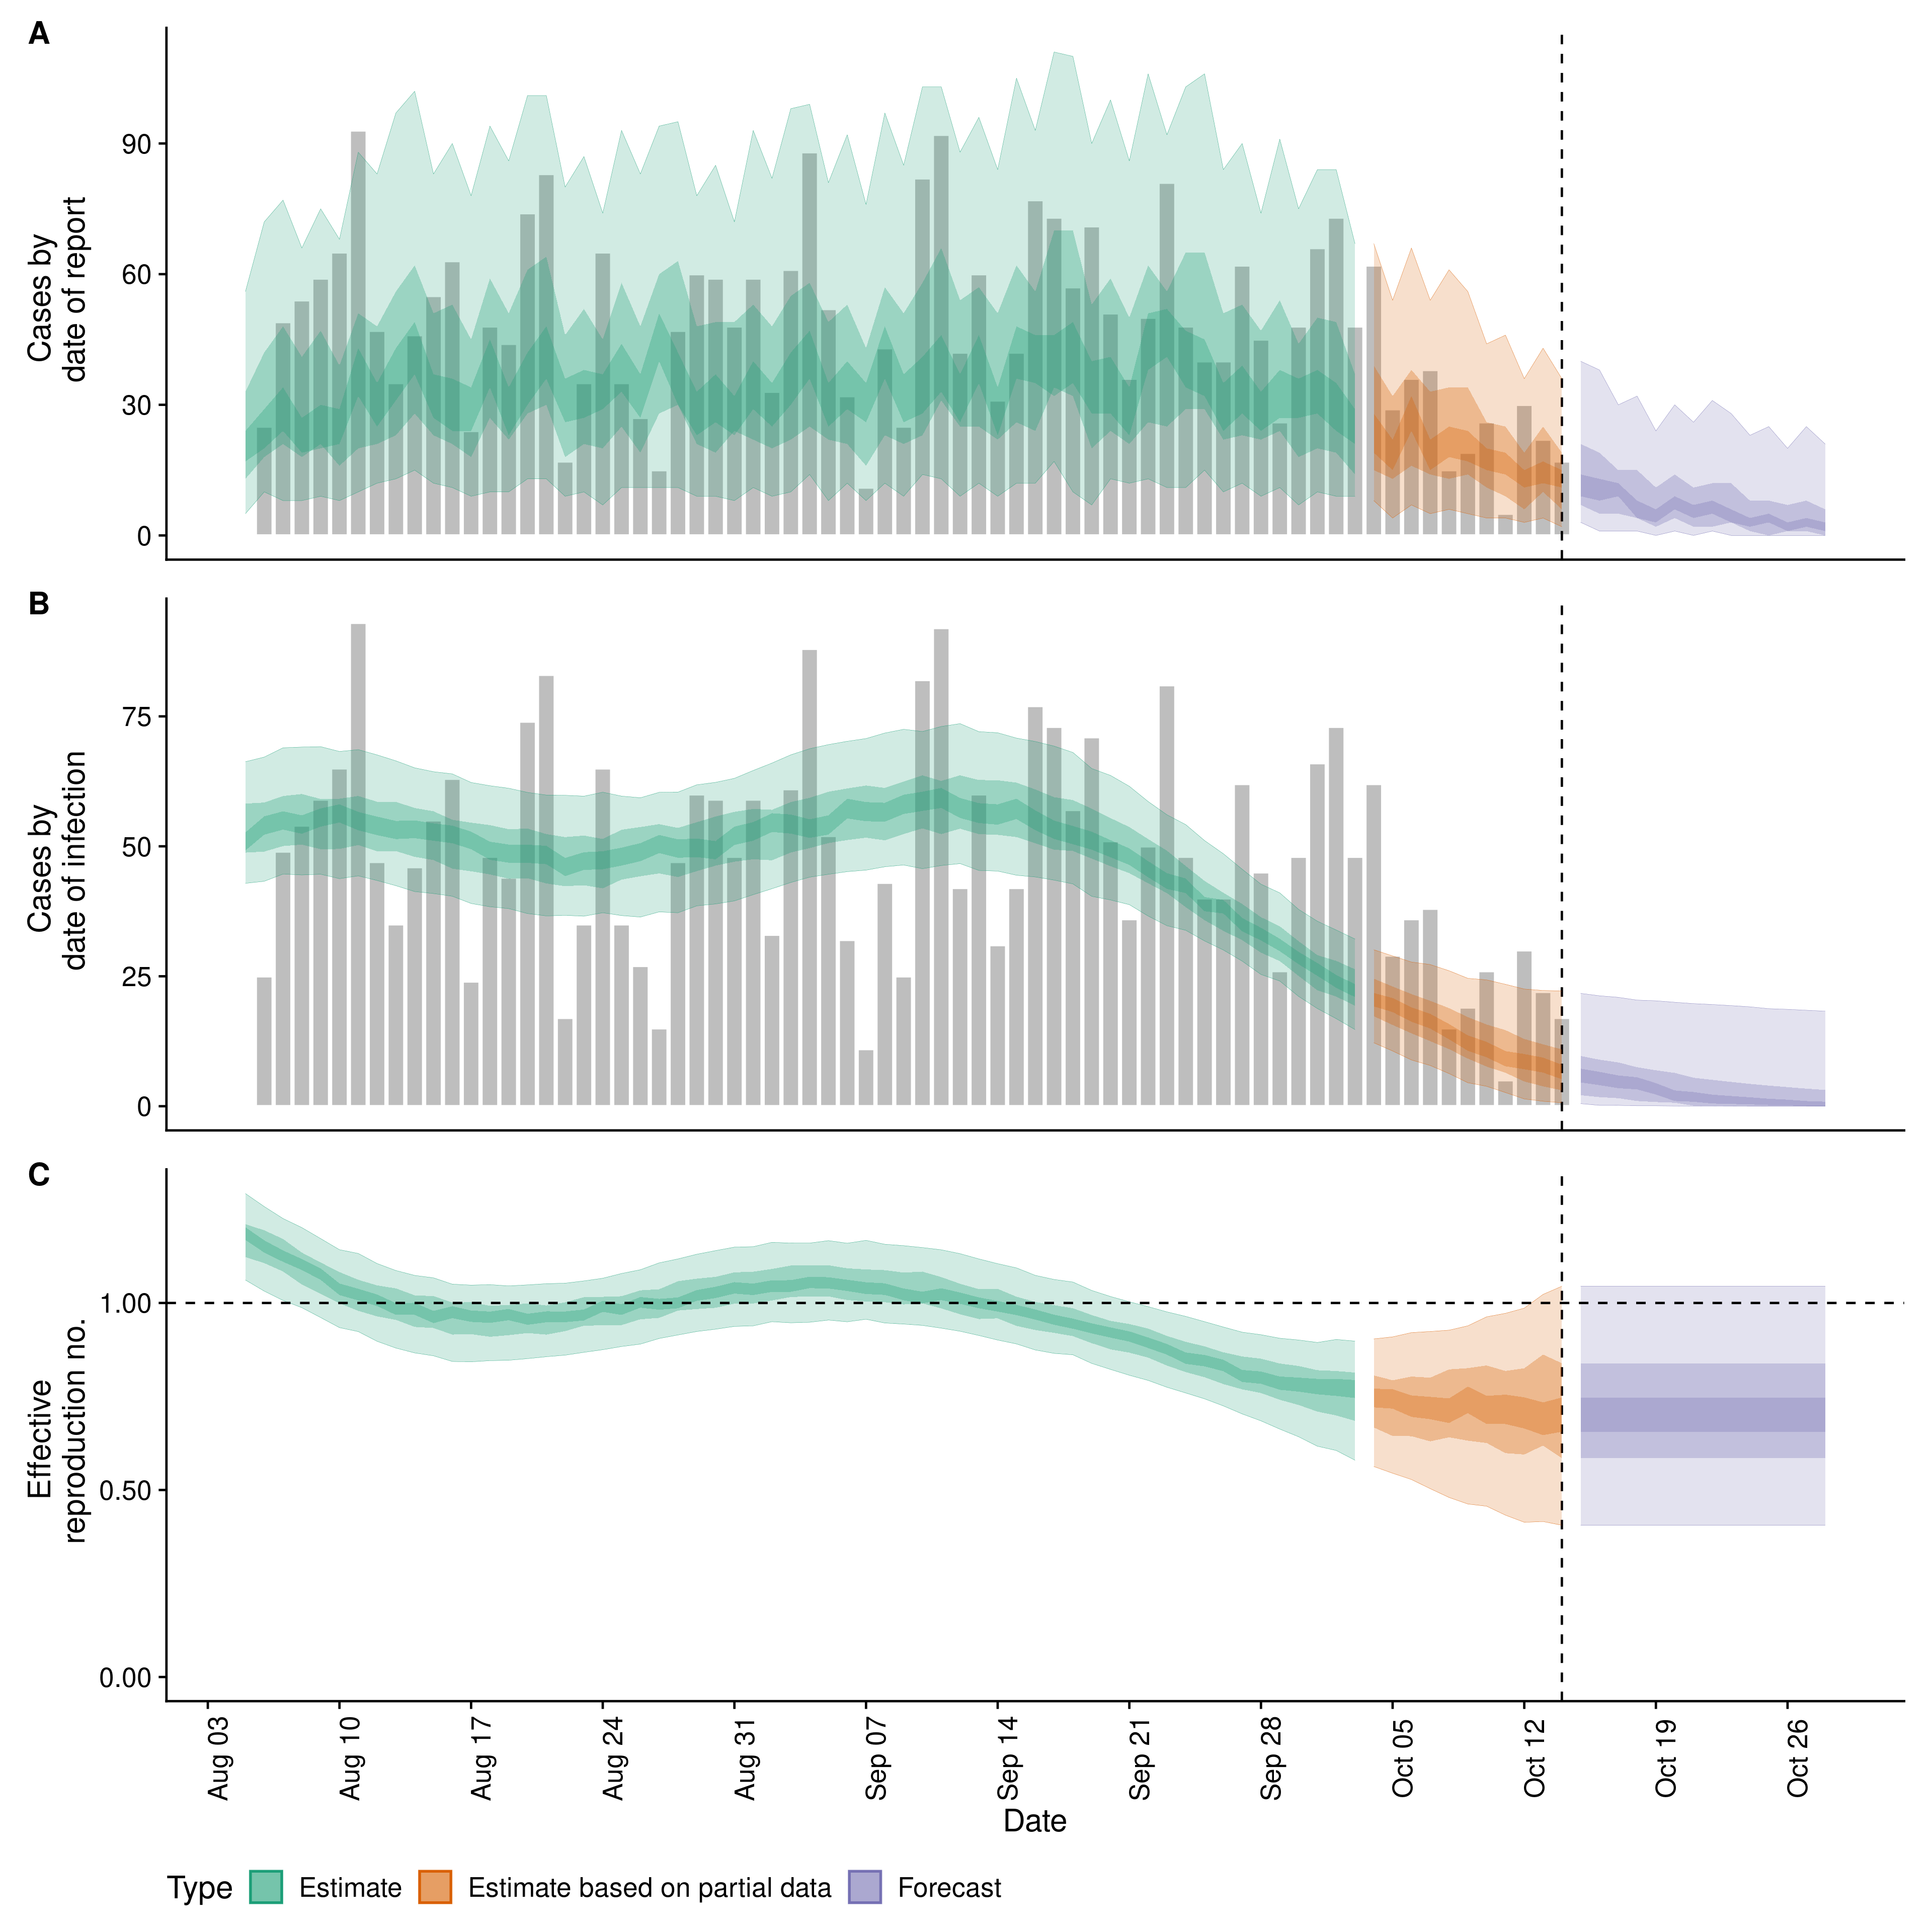 A
Cases by
date of report
90
60
30
0
B
Cases by
date of infection
75
50
25
0
C
Effective
reproduction no.
1.00
0.50
0.00
Aug 03
Aug 10
Aug 17
Aug 24
Aug 31
Sep 07
Sep 14
Sep 21
Sep 28
Oct 05
Oct 12
Oct 19
Oct 26
Date
Type Estimate Estimate based on partial data Forecast